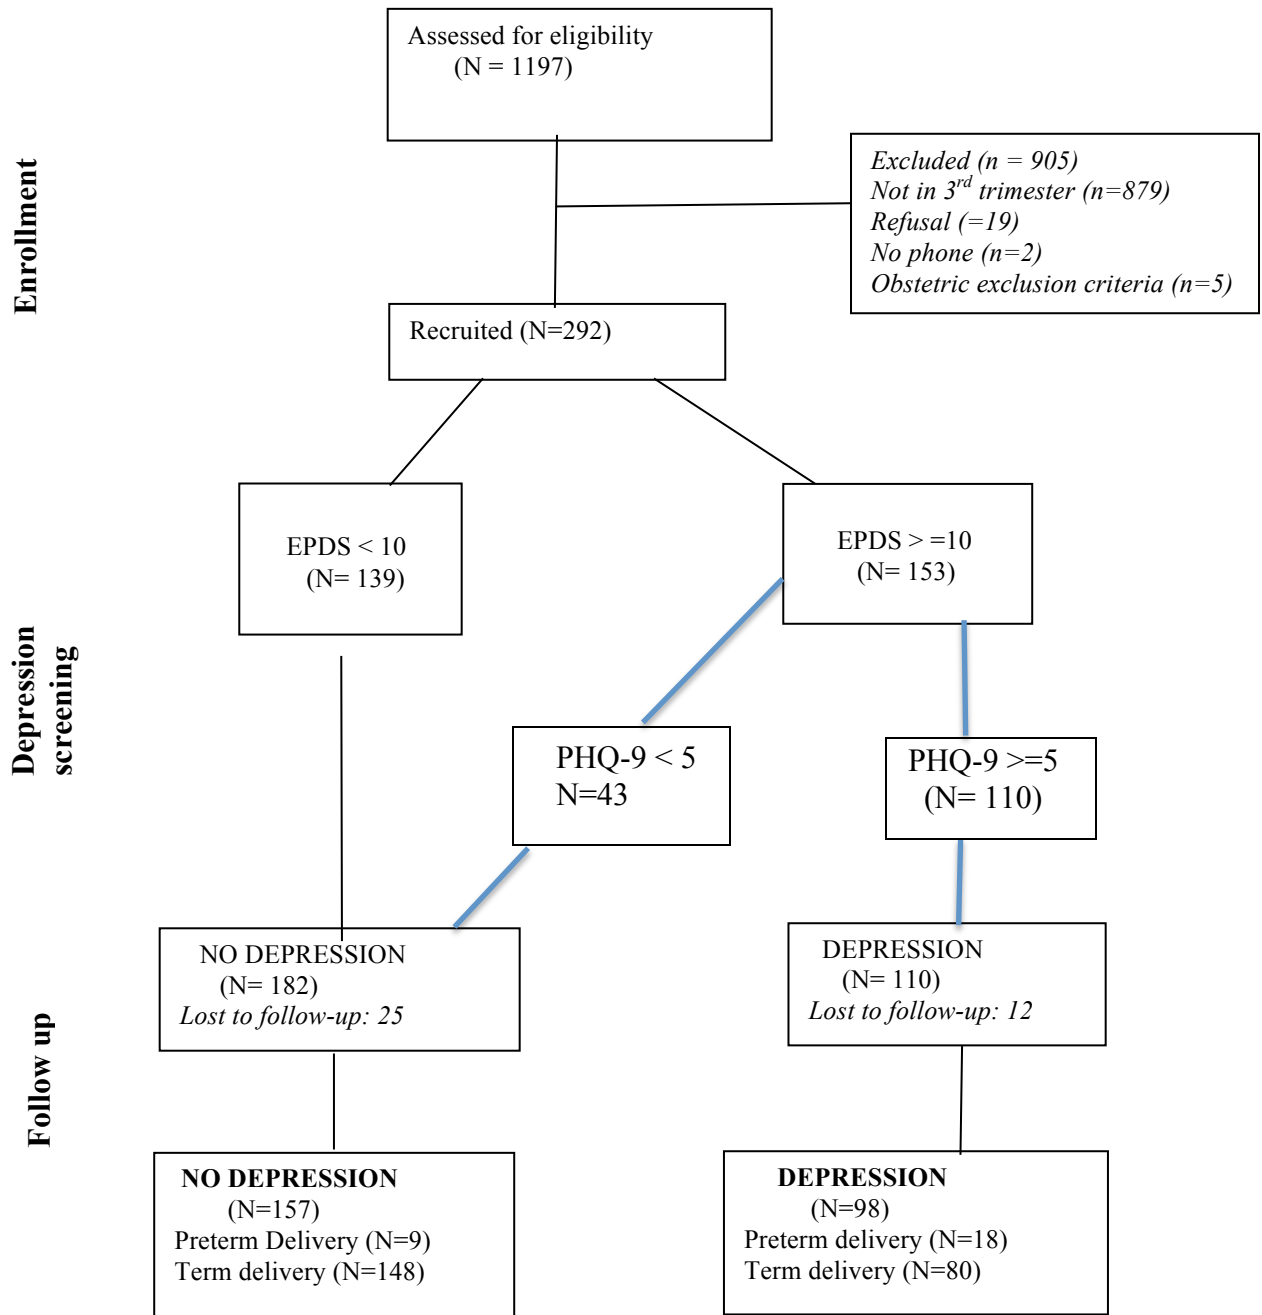 Assessed for eligibility
(N = 1197)
Enrollment
Excluded (n = 905)
Not in 3rd trimester (n=879)
Refusal (=19)
No phone (n=2)
Obstetric exclusion criteria (n=5)
Recruited (N=292)
EPDS < 10
(N= 139)
EPDS > =10
(N= 153)
Depression
screening
PHQ-9 < 5
N=43
PHQ-9 >=5
(N= 110)
NO DEPRESSION
(N= 182)
Lost to follow-up: 25
DEPRESSION
(N= 110)
Lost to follow-up: 12
Follow up
NO DEPRESSION
(N=157)
Preterm Delivery (N=9)
Term delivery (N=148)
DEPRESSION
(N=98)
Preterm delivery (N=18)
Term delivery (N=80)